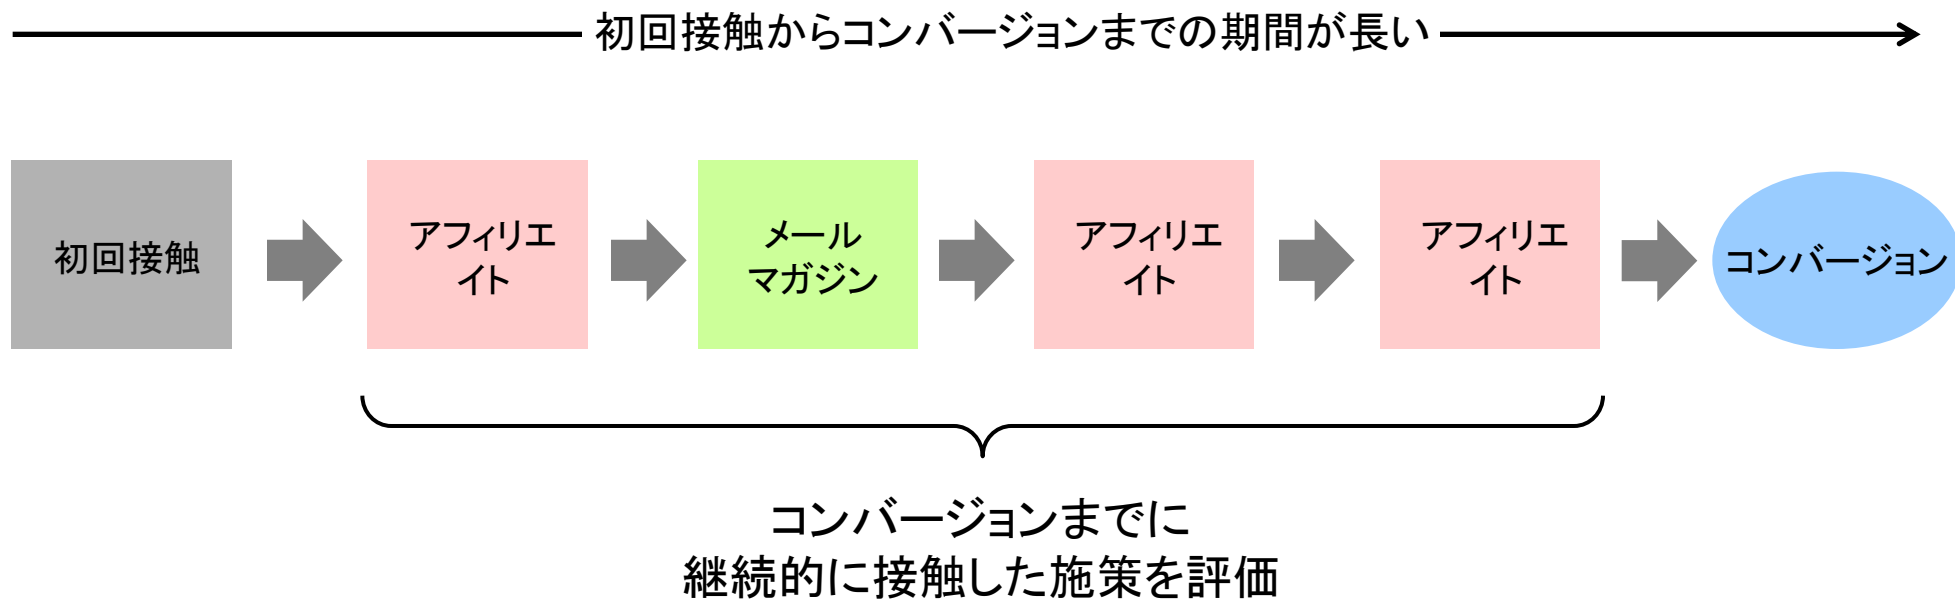 初回接触からコンバージョンまでの期間が長い
初回接触
アフィリエ
イト
メール
マガジン
アフィリエ
イト
アフィリエ
イト
コンバージョン
コンバージョンまでに
継続的に接触した施策を評価